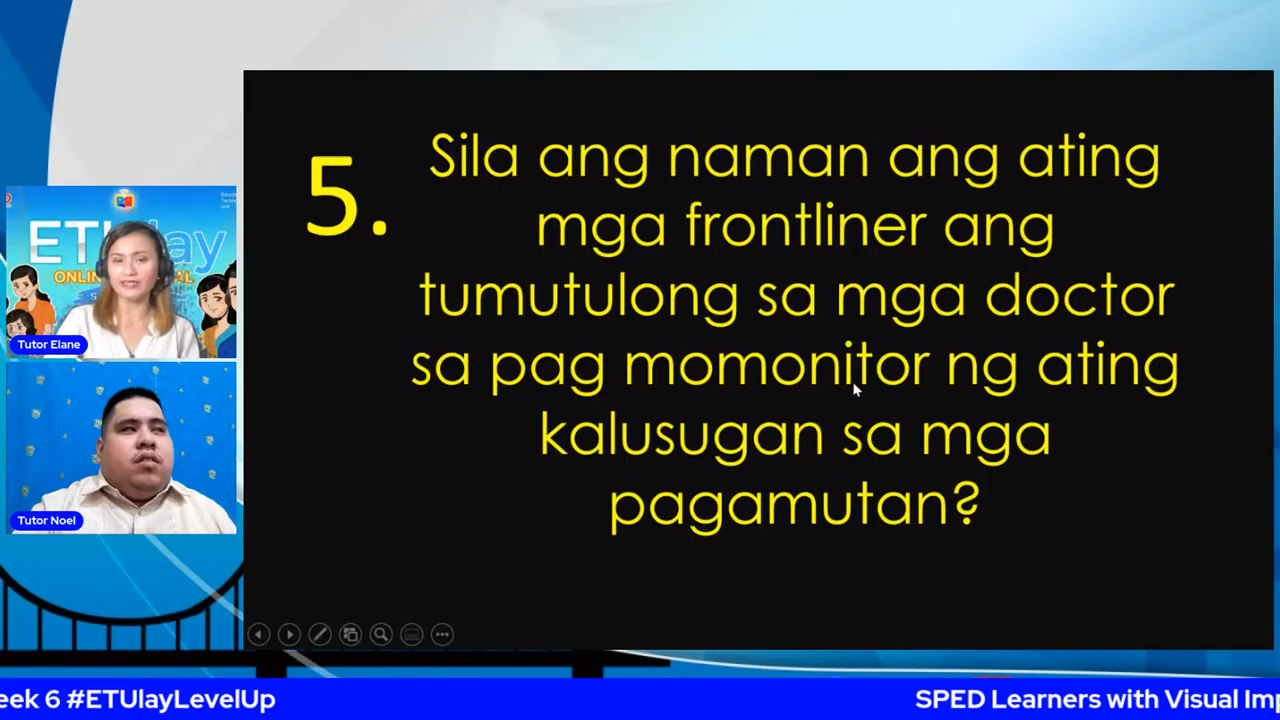 5.
Sila ang naman ang ating
mga frontliner ang
tumutulong sa mga doctor
sa pag momonitor ng ating
kalusugan sa mga
pagamutan?
Tutor Elane
Tutor Noel
eek 6 #ETUlayLevelUp
SPED Learners with Visual Imp